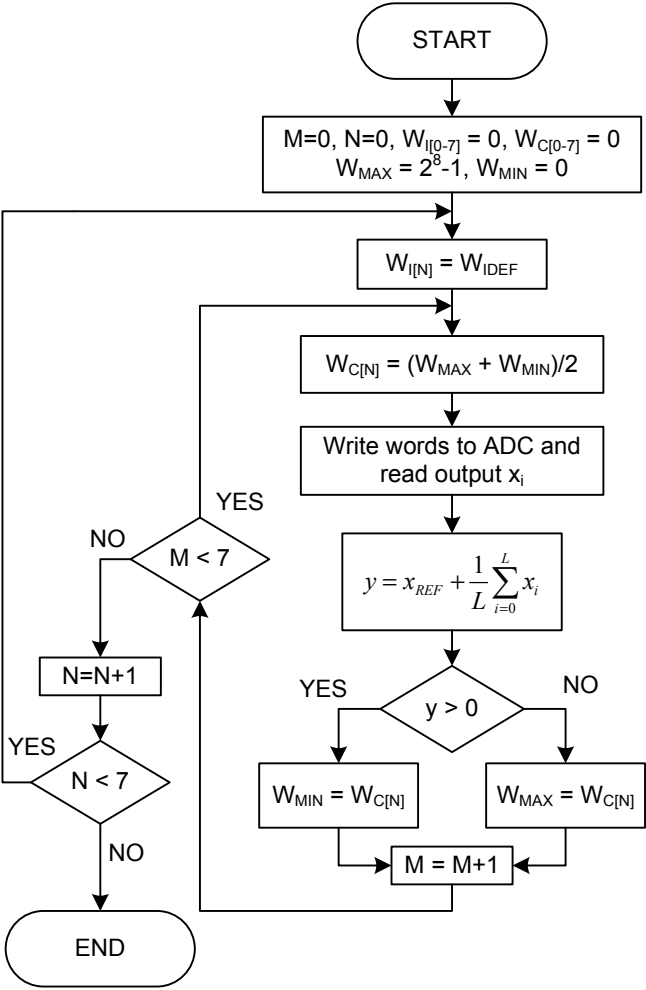 START
M=0, N=0, W_I[0-7] = 0, W_C[0-7] = 0
W_MAX = 2^8-1, W_MIN = 0
W_I[N] = W_IDEF
W_C[N] = (W_MAX + W_MIN)/2
Write words to ADC and
read output x_i
YES
NO
M < 7
y = x_REF + \frac{1}{L} \sum_{i=0}^{L} x_i
N=N+1
YES
NO
y > 0
YES
N < 7
W_MIN = W_C[N]
W_MAX = W_C[N]
NO
M = M+1
END